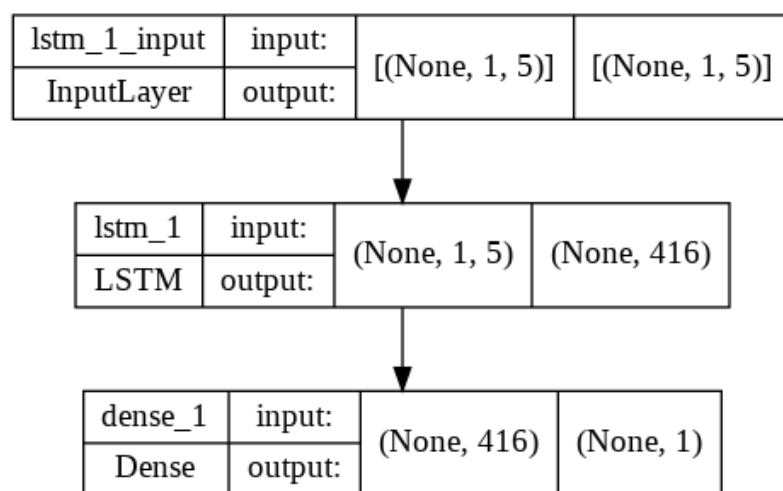 lstm_1_input input: [(None, 1, 5)] [(None, 1, 5)]
InputLayer output:
lstm_1 input: (None, 1, 5) (None, 416)
LSTM output:
dense_1 input: (None, 416) (None, 1)
Dense output: